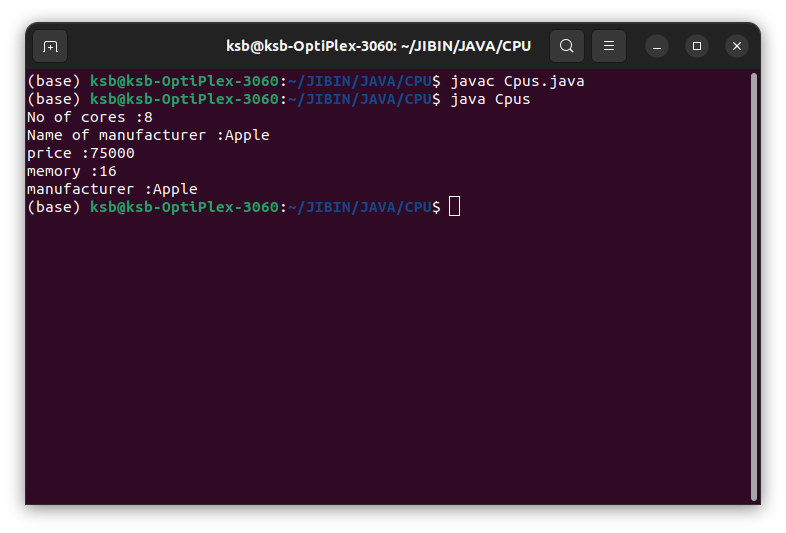 ksb@ksb-OptiPlex-3060: ~/JIBIN/JAVA/CPU
(base) ksb@ksb-OptiPlex-3060:~/JIBIN/JAVA/CPU$ javac Cpus.java
(base) ksb@ksb-OptiPlex-3060:~/JIBIN/JAVA/CPU$ java Cpus
No of cores :8
Name of manufacturer :Apple
price :75000
memory :16
manufacturer :Apple
(base) ksb@ksb-OptiPlex-3060:~/JIBIN/JAVA/CPU$